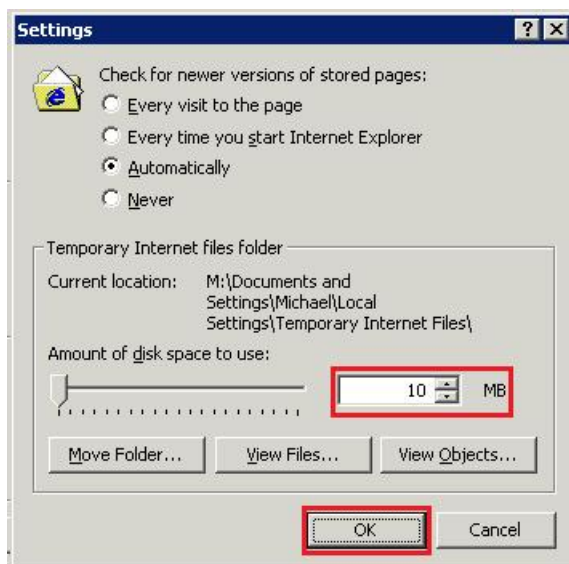 Settings
Check for newer versions of stored pages:
Every visit to the page
Every time you start Internet Explorer
Automatically
Never
Temporary Internet files folder
Current location: M:\Documents and
Settings\Michael\Local
Settings\Temporary Internet Files\
Amount of disk space to use:
10 MB
Move Folder... View Files... View Objects...
OK Cancel